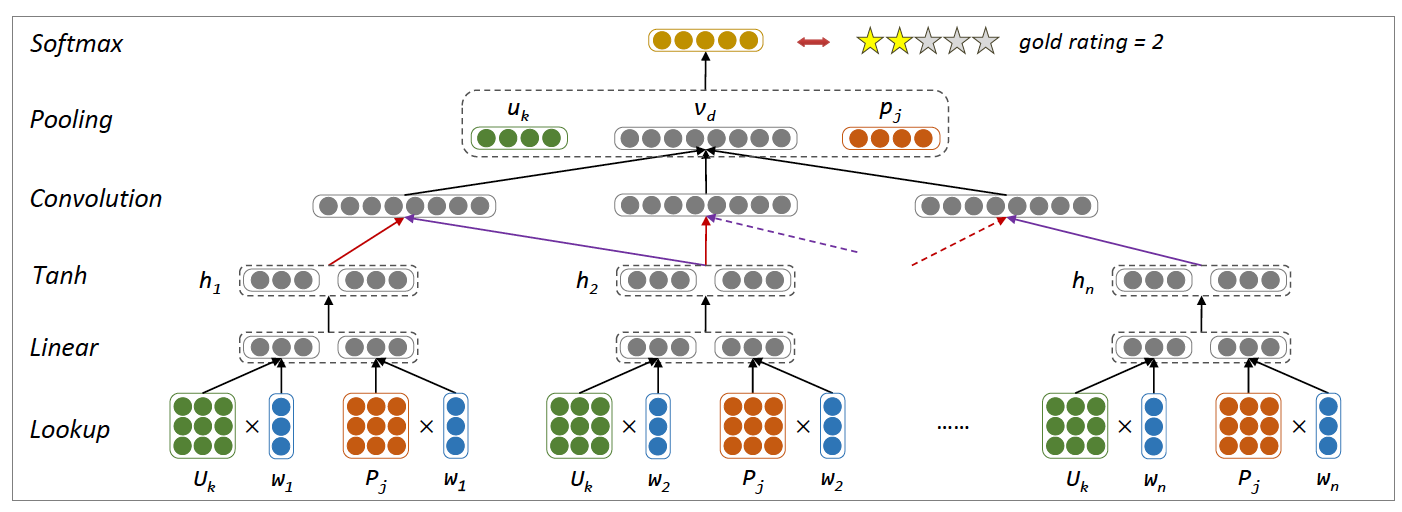 Softmax
gold rating = 2
Pooling
u_k
v_d
p_j
Convolution
Tanh
h_1
h_2
h_n
Linear
Lookup
× × × × …… × ×
U_k w_1 P_j w_1 U_k w_2 P_j w_2 U_k w_n P_j w_n